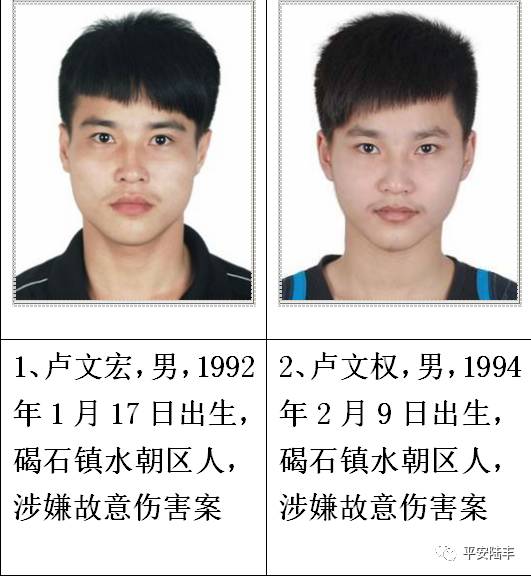 1、卢文宏,男,1992
年1月17日出生,
碣石镇水朝区人,
涉嫌故意伤害案
2、卢文权,男,1994
年2月9日出生,
碣石镇水朝区人,
涉嫌故意伤害案
平安陆丰